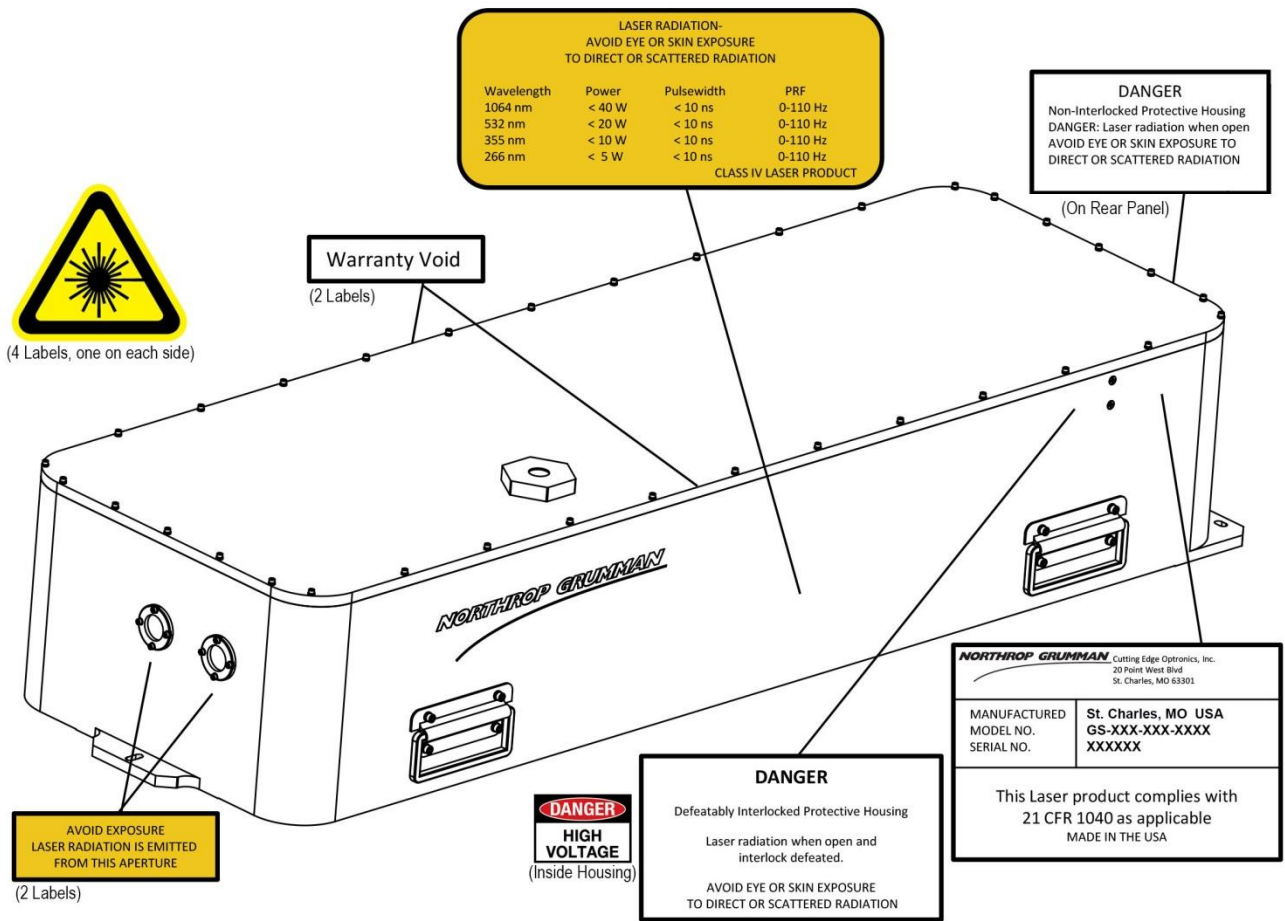 LASER RADIATION-
AVOID EYE OR SKIN EXPOSURE
TO DIRECT OR SCATTERED RADIATION
Wavelength Power Pulsewidth PRF
1064 nm < 40 W < 10 ns 0-110 Hz
532 nm < 20 W < 10 ns 0-110 Hz
355 nm < 10 W < 10 ns 0-110 Hz
266 nm < 5 W < 10 ns 0-110 Hz
CLASS IV LASER PRODUCT
DANGER
Non-Interlocked Protective Housing
DANGER: Laser radiation when open
AVOID EYE OR SKIN EXPOSURE TO
DIRECT OR SCATTERED RADIATION
(On Rear Panel)
Warranty Void
(2 Labels)
(4 Labels, one on each side)
NORTHROP GRUMMAN
AVOID EXPOSURE
LASER RADIATION IS EMITTED
FROM THIS APERTURE
(2 Labels)
DANGER
HIGH
VOLTAGE
(Inside Housing)
DANGER
Defeatably Interlocked Protective Housing
Laser radiation when open and
interlock defeated.
AVOID EYE OR SKIN EXPOSURE
TO DIRECT OR SCATTERED RADIATION
NORTHROP GRUMMAN Cutting Edge Optronics, Inc.
20 Point West Blvd
St. Charles, MO 63301
MANUFACTURED St. Charles, MO USA
MODEL NO. GS-XXX-XXX-XXXX
SERIAL NO. XXXXXX
This Laser product complies with
21 CFR 1040 as applicable
MADE IN THE USA